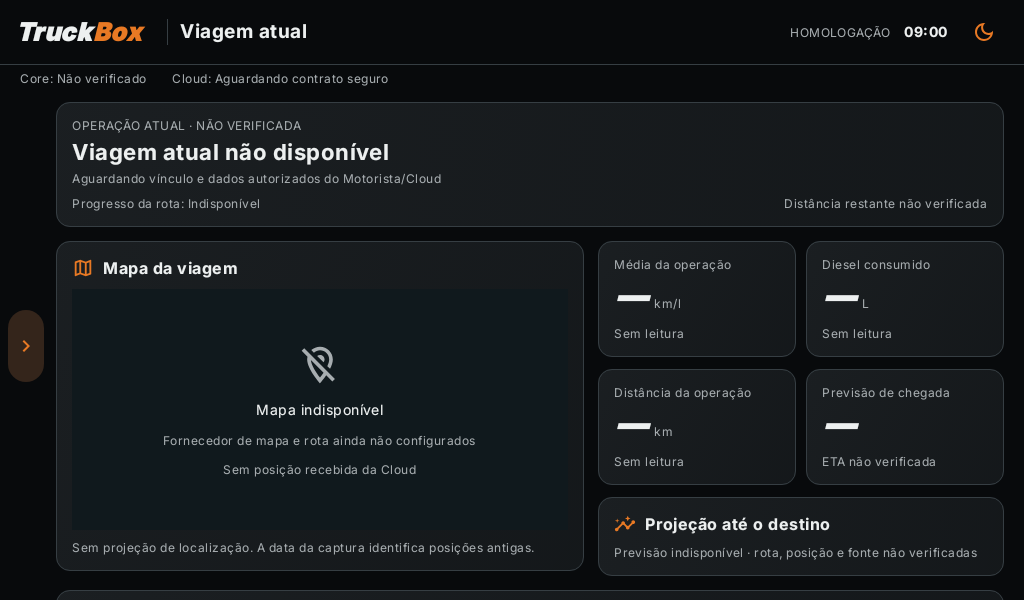 TruckBox
Viagem atual
HOMOLOGAÇÃO 09:00
Core: Não verificado
Cloud: Aguardando contrato seguro
OPERAÇÃO ATUAL · NÃO VERIFICADA
Viagem atual não disponível
Aguardando vínculo e dados autorizados do Motorista/Cloud
Progresso da rota: Indisponível
Distância restante não verificada
Mapa da viagem
Mapa indisponível
Fornecedor de mapa e rota ainda não configurados
Sem posição recebida da Cloud
Sem projeção de localização. A data da captura identifica posições antigas.
Média da operação
— km/l
Sem leitura
Diesel consumido
— L
Sem leitura
Distância da operação
— km
Sem leitura
Previsão de chegada
—
ETA não verificada
Projeção até o destino
Previsão indisponível · rota, posição e fonte não verificadas